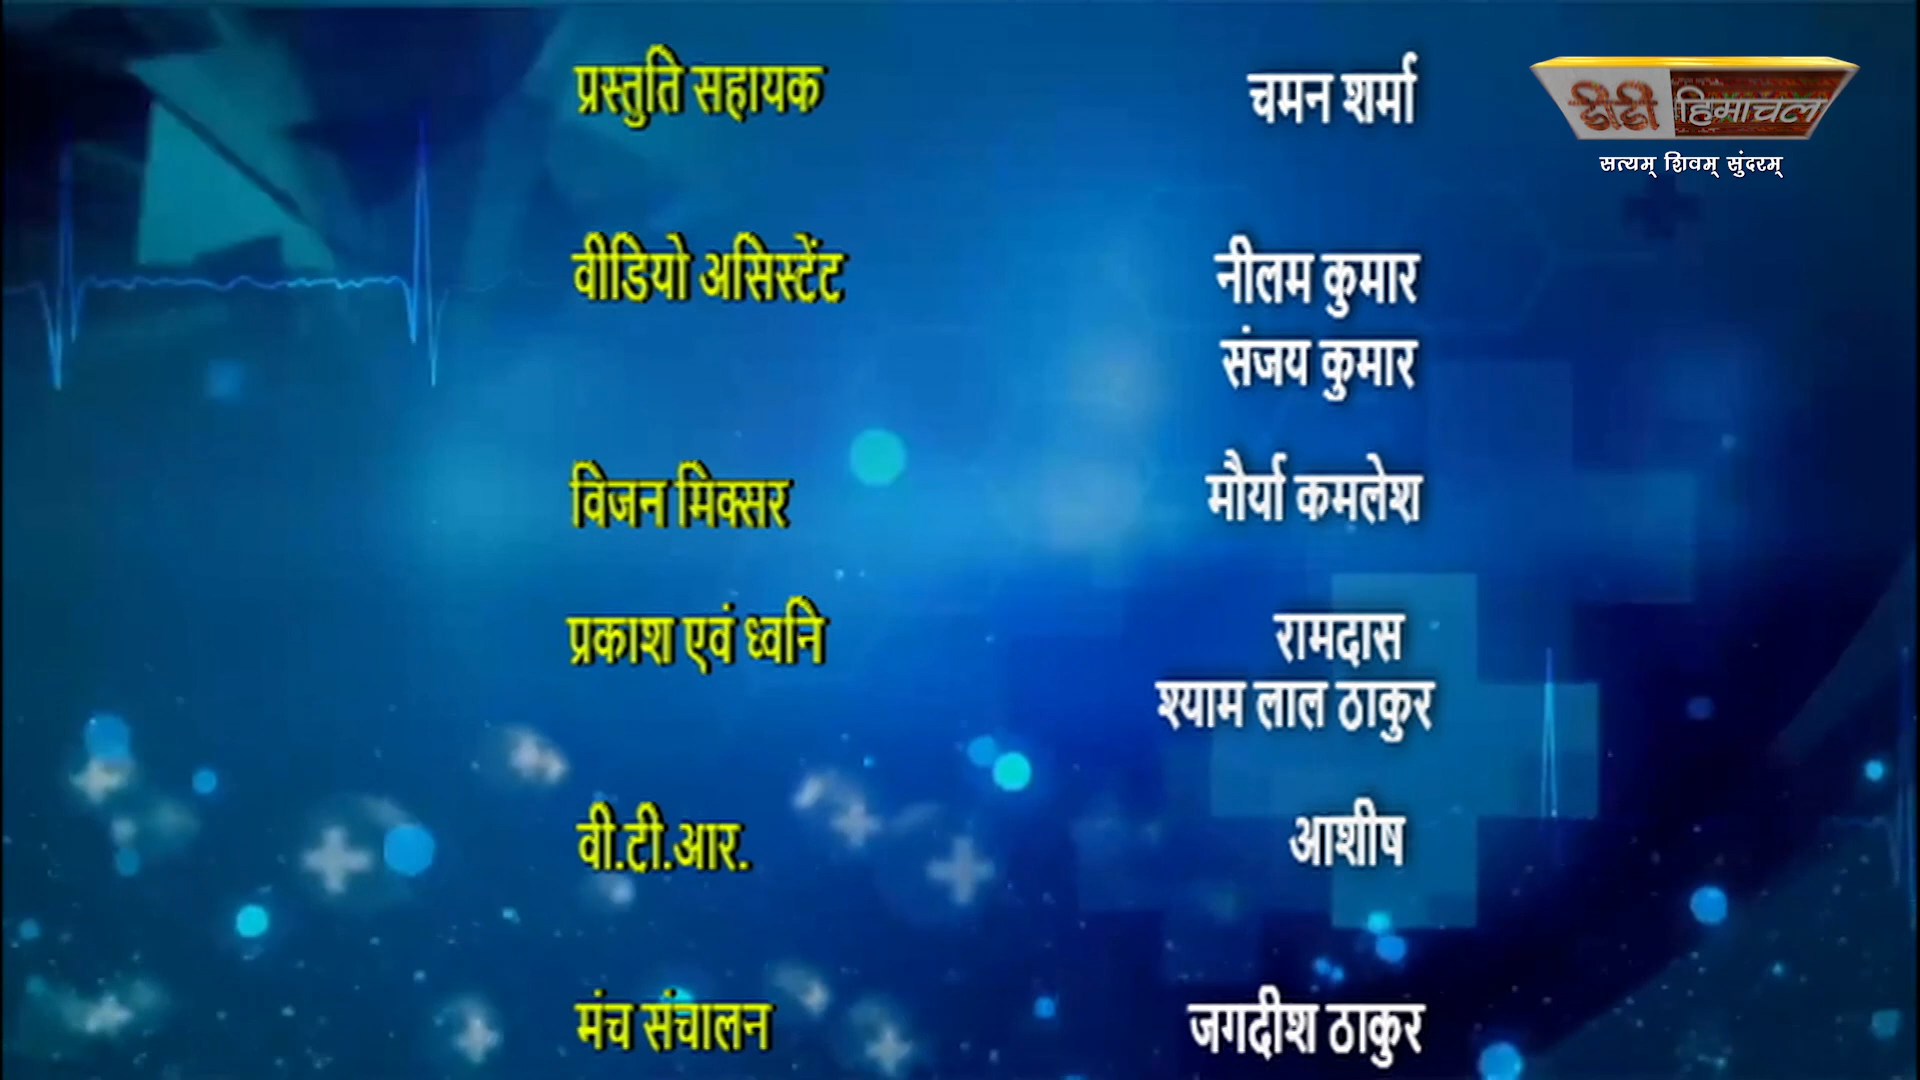 प्रस्तुति सहायक चमन शर्मा
डीडी हिमाचल
सत्यम् शिवम् सुंदरम्
वीडियो असिस्टेंट नीलम कुमार
संजय कुमार
विजन मिक्सर मौर्या कमलेश
प्रकाश एवं ध्वनि रामदास
श्याम लाल ठाकुर
वी.टी.आर. आशीष
मंच संचालन जगदीश ठाकुर